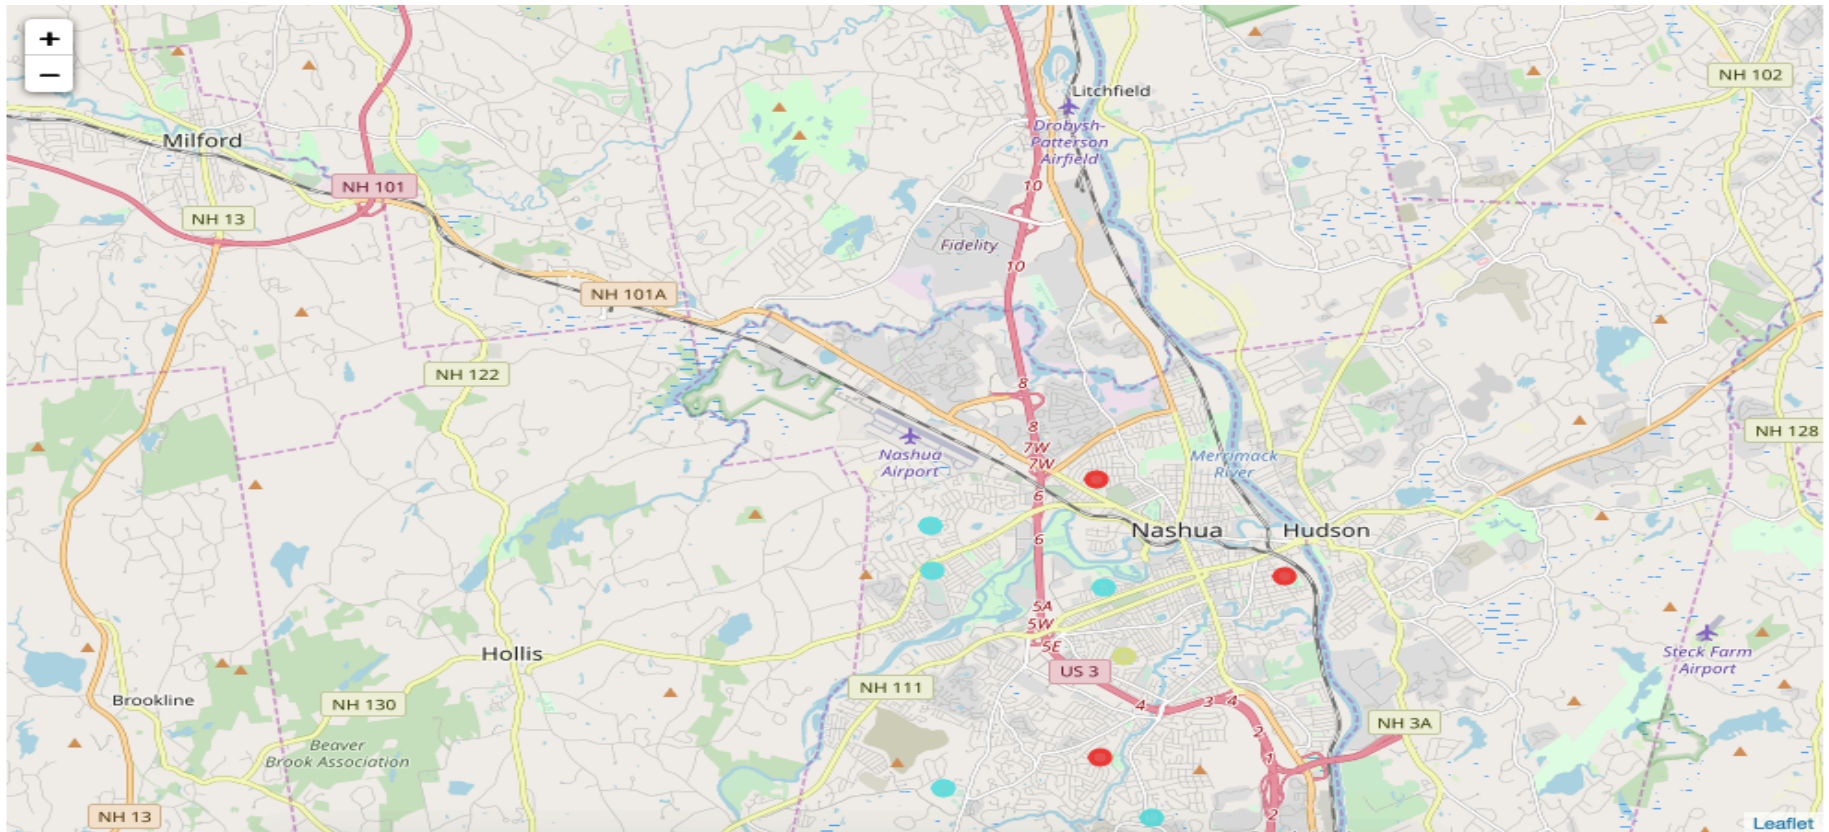 +
−
Litchfield
NH 102
Drobysh-
Patterson
Airfield
Milford
NH 101
10
NH 13
Fidelity
10
NH 101A
NH 122
8
8
NH 128
7W
7W
Merrimack
River
Nashua
Airport
6
Nashua
Hudson
6
5A
5W
5E
Hollis
Steck Farm
Airport
US 3
NH 111
Brookline
NH 130
4
3
4
NH 3A
2
Beaver
Brook Association
1
NH 13
2
Leaflet